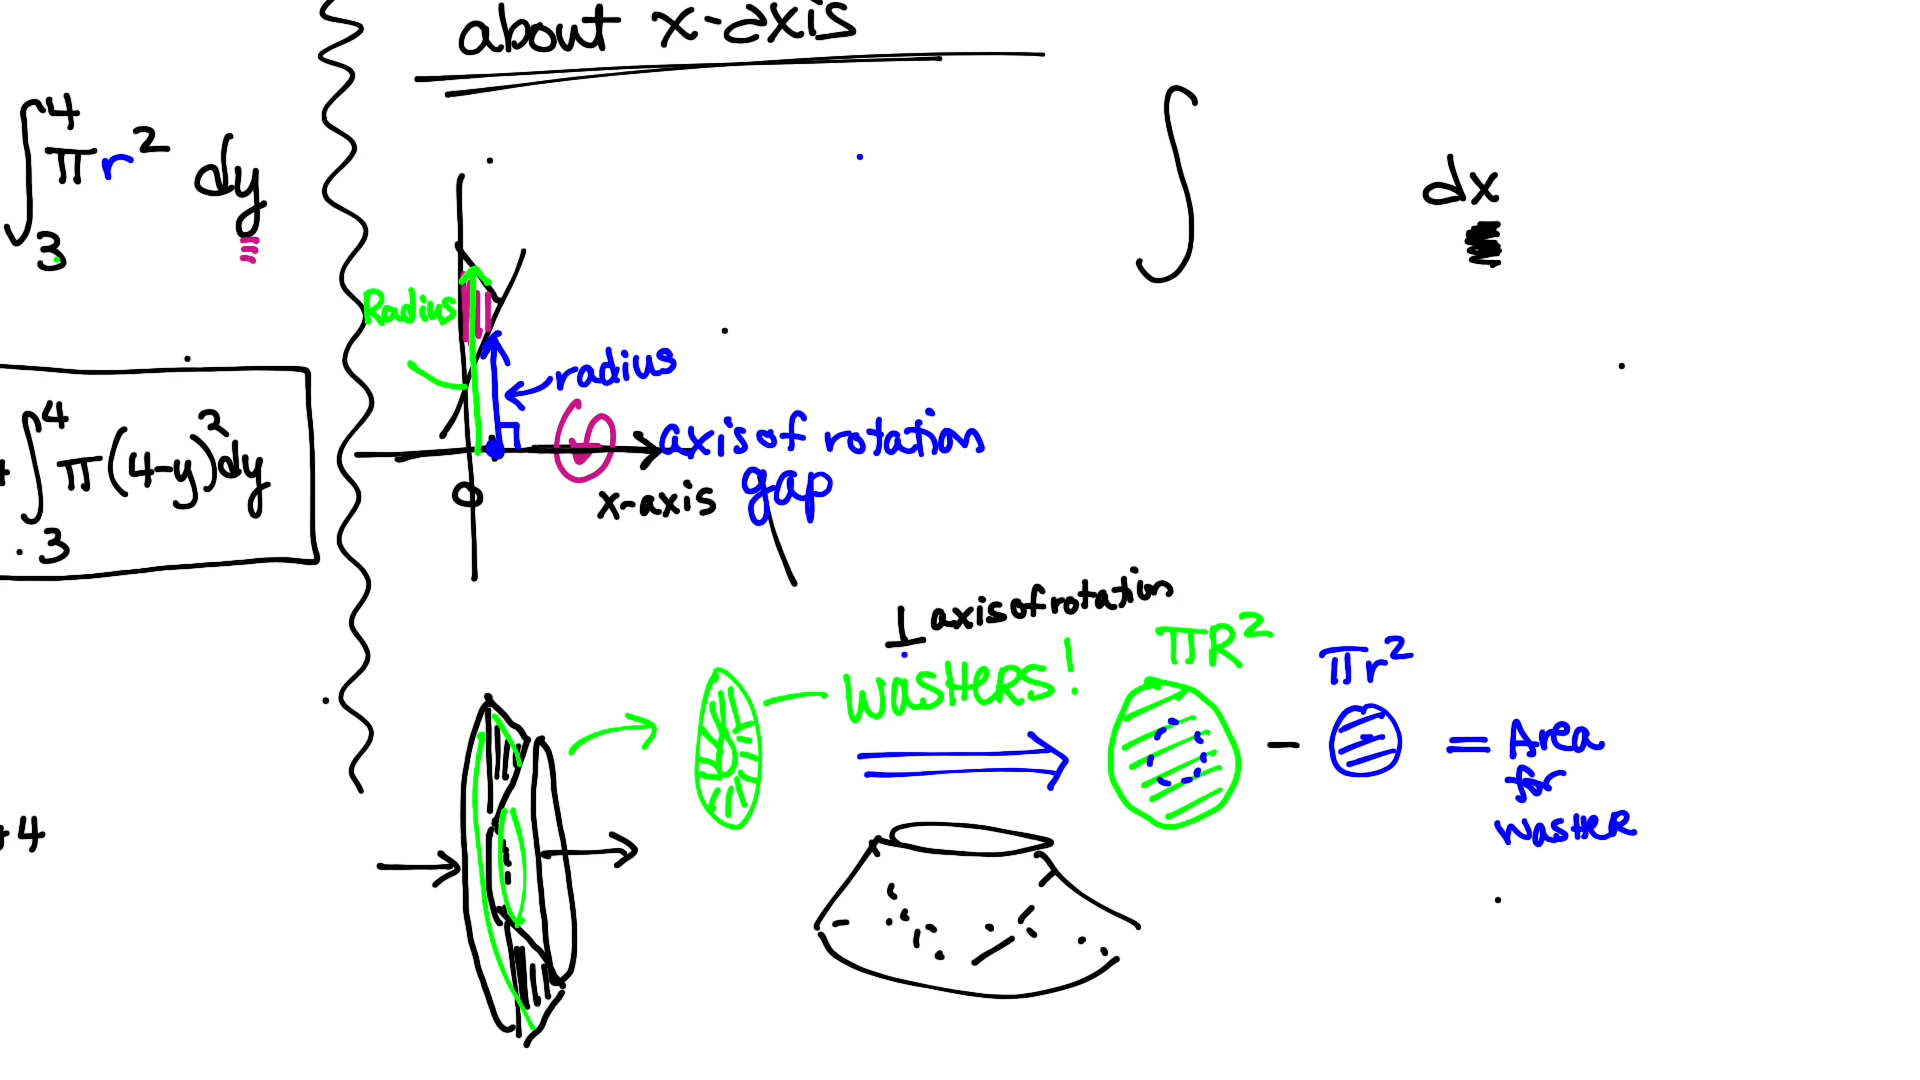 about x-axis
∫₃⁴ πr² dy
∫ dx
Radius
radius
axis of rotation
0
x-axis
gap
∫₃⁴ π(4-y)² dy
⊥ axis of rotation
WASHERS!
πR²
πr²
-
= Area
for
WASHER
+4